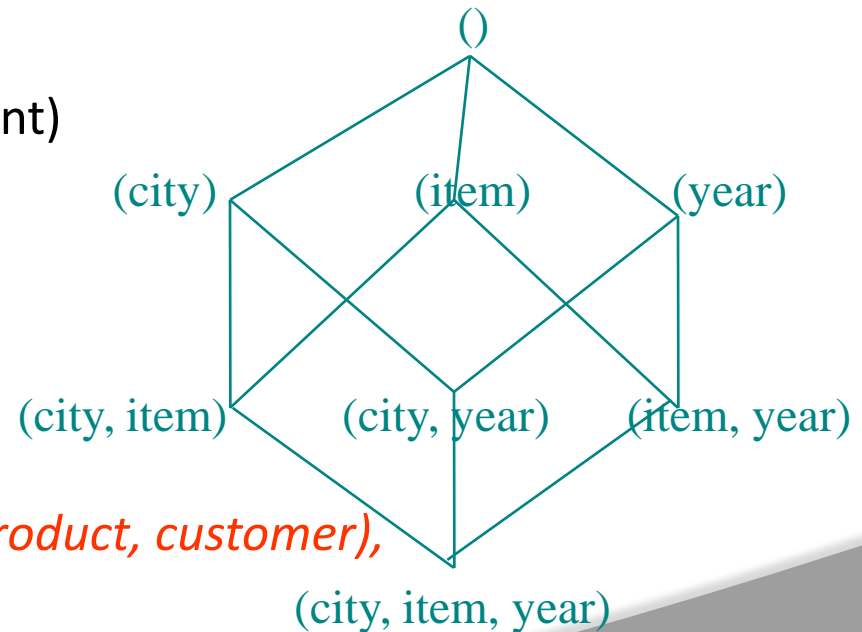 ()
nt)
(city) (item) (year)
(city, item) (city, year) (item, year)
roduct, customer),
(city, item, year)